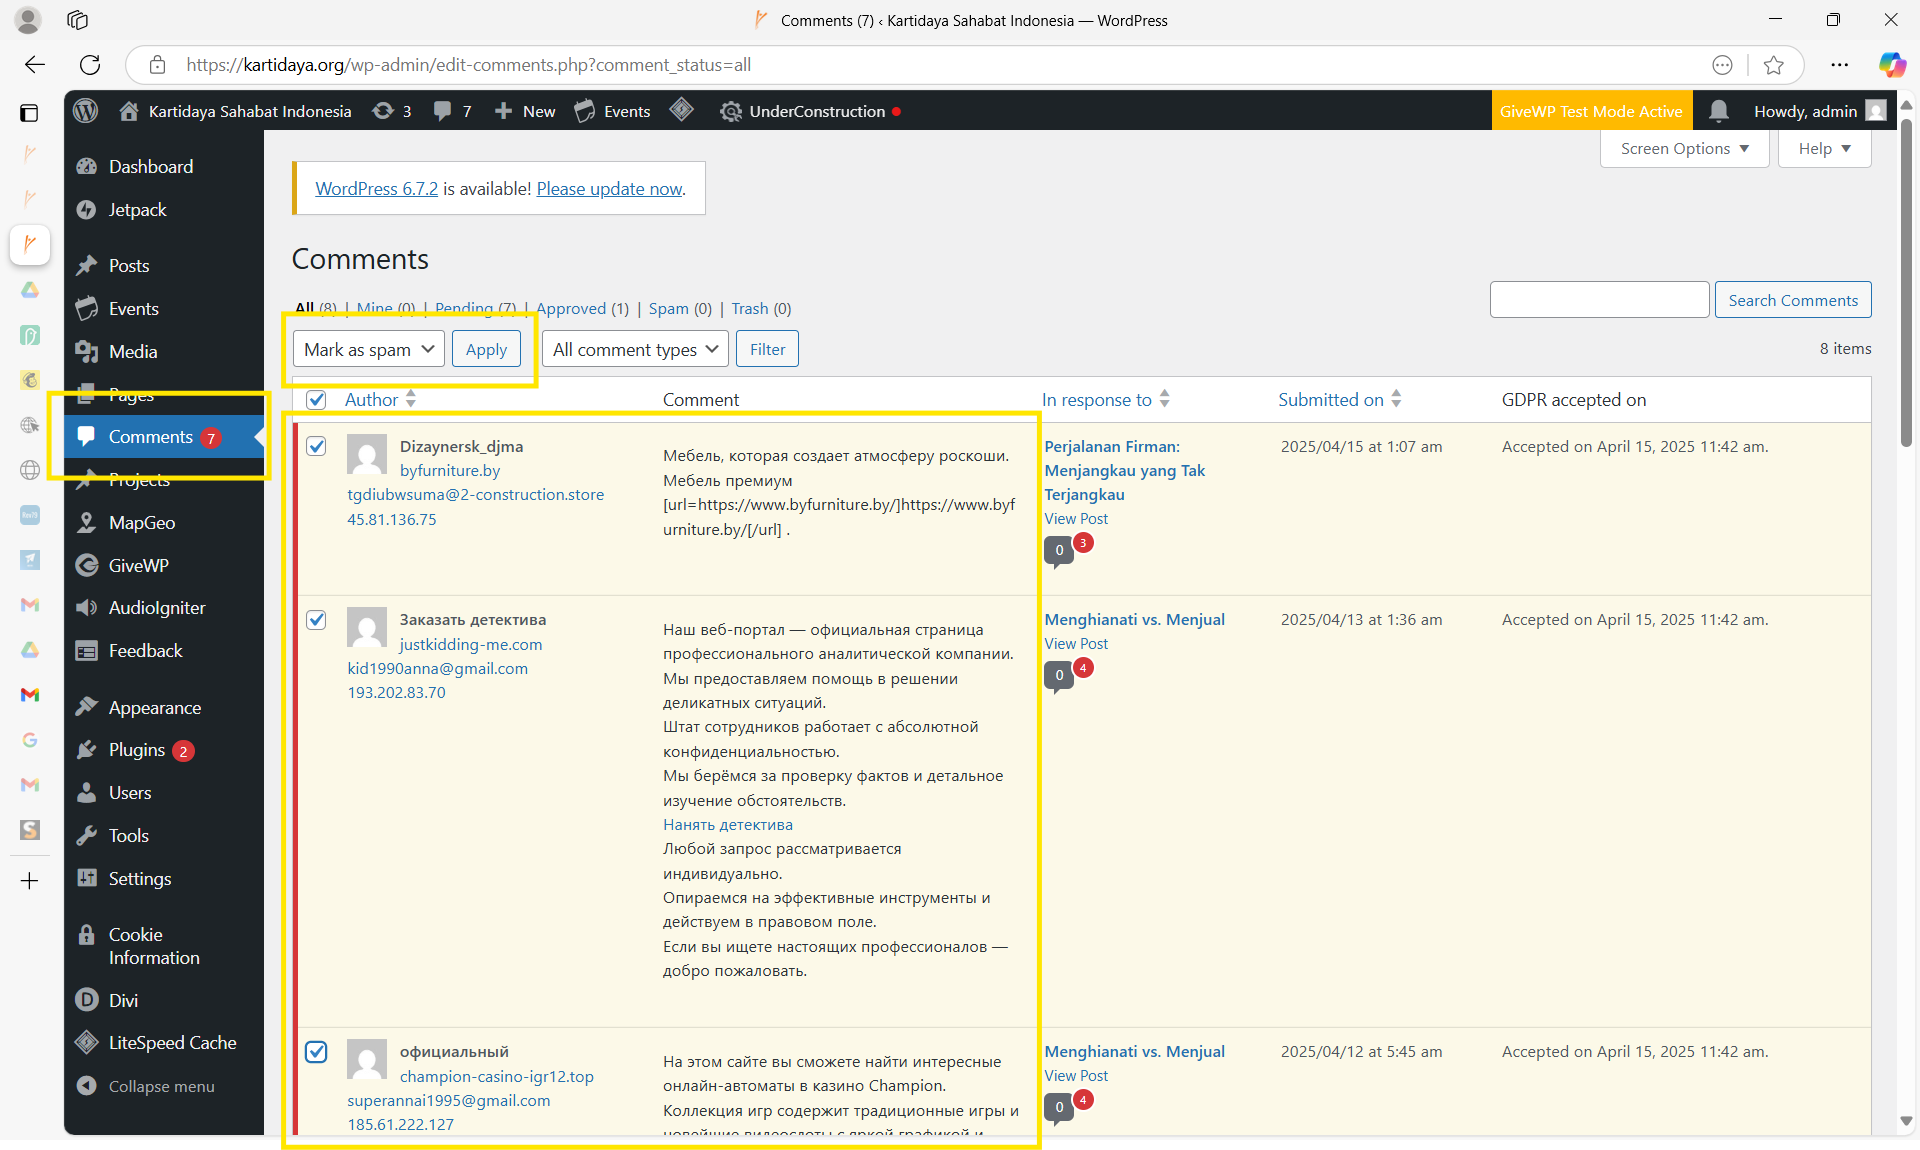 Comments (7) ‹ Kartidaya Sahabat Indonesia — WordPress
https://kartidaya.org/wp-admin/edit-comments.php?comment_status=all
Kartidaya Sahabat Indonesia 3 7 New Events UnderConstruction GiveWP Test Mode Active Howdy, admin
Screen Options Help
Dashboard
Jetpack
Posts
Events
Media
Pages
Comments 7
Projects
MapGeo
GiveWP
AudioIgniter
Feedback
Appearance
Plugins 2
Users
Tools
Settings
Cookie
Information
Divi
LiteSpeed Cache
Collapse menu
WordPress 6.7.2 is available! Please update now.
Comments
All (8) | Mine (0) | Pending (7) | Approved (1) | Spam (0) | Trash (0)
Search Comments
Mark as spam Apply All comment types Filter
8 items
Author Comment In response to Submitted on GDPR accepted on
Dizaynersk_djma
byfurniture.by
tgdiubwsuma@2-construction.store
45.81.136.75
Мебель, которая создает атмосферу роскоши.
Мебель премиум
[url=https://www.byfurniture.by/]https://www.byf
urniture.by/[/url] .
Perjalanan Firman:
Menjangkau yang Tak
Terjangkau
View Post
0 3
2025/04/15 at 1:07 am
Accepted on April 15, 2025 11:42 am.
Заказать детектива
justkidding-me.com
kid1990anna@gmail.com
193.202.83.70
Наш веб-портал — официальная страница
профессионального аналитической компании.
Мы предоставляем помощь в решении
деликатных ситуаций.
Штат сотрудников работает с абсолютной
конфиденциальностью.
Мы берёмся за проверку фактов и детальное
изучение обстоятельств.
Нанять детектива
Любой запрос рассматривается
индивидуально.
Опираемся на эффективные инструменты и
действуем в правовом поле.
Если вы ищете настоящих профессионалов —
добро пожаловать.
Menghianati vs. Menjual
View Post
0 4
2025/04/13 at 1:36 am
Accepted on April 15, 2025 11:42 am.
официальный
champion-casino-igr12.top
superannai1995@gmail.com
185.61.222.127
На этом сайте вы сможете найти интересные
онлайн-автоматы в казино Champion.
Коллекция игр содержит традиционные игры и
новейшие видеослоты с яркой графикой и
Menghianati vs. Menjual
View Post
0 4
2025/04/12 at 5:45 am
Accepted on April 15, 2025 11:42 am.